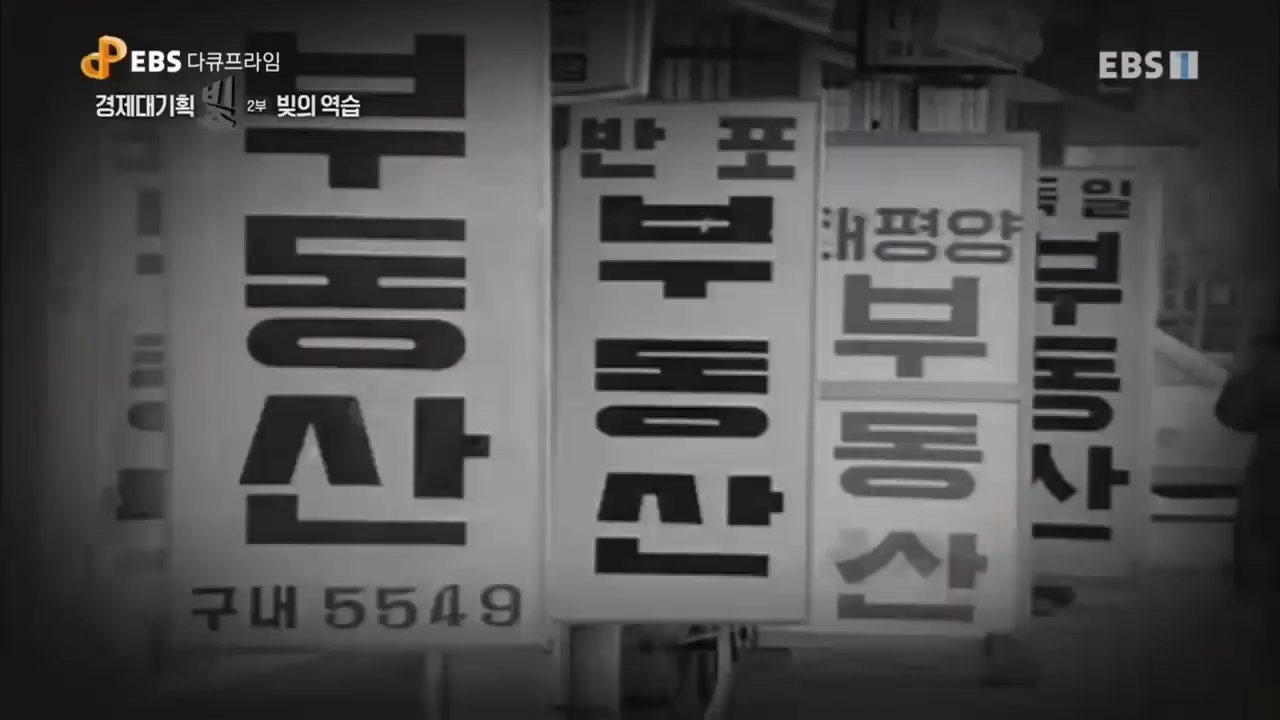 EBS 다큐프라임
경제대기획 빚 2부 빚의 역습
EBS 1
부동산
구내 5549
반포
부동산
태평양
부동산
통일
부동산